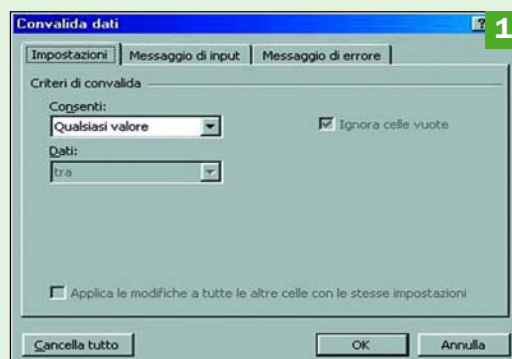 Convalida dati ?
1
Impostazioni Messaggio di input Messaggio di errore
Criteri di convalida
Consenti:
Qualsiasi valore Ignora celle vuote
Dati:
tra
Applica le modifiche a tutte le altre celle con le stesse impostazioni
Cancella tutto OK Annulla